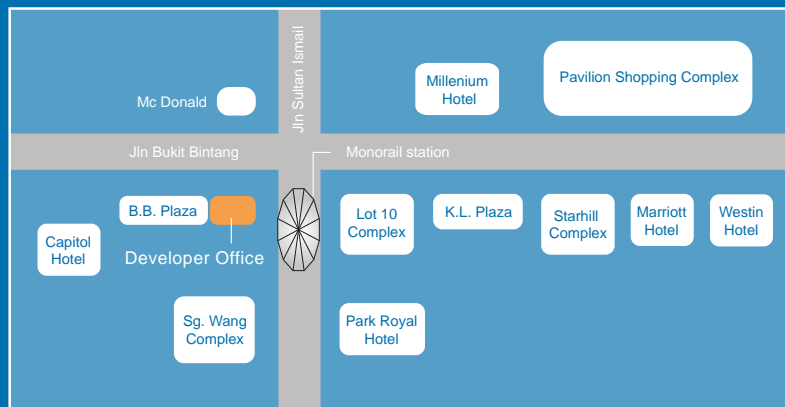 Jln Sultan Ismail
Mc Donald
Millenium
Hotel
Pavilion Shopping Complex
Jln Bukit Bintang
Monorail station
B.B. Plaza
Lot 10
Complex
K.L. Plaza
Starhill
Complex
Marriott
Hotel
Westin
Hotel
Capitol
Hotel
Developer Office
Sg. Wang
Complex
Park Royal
Hotel